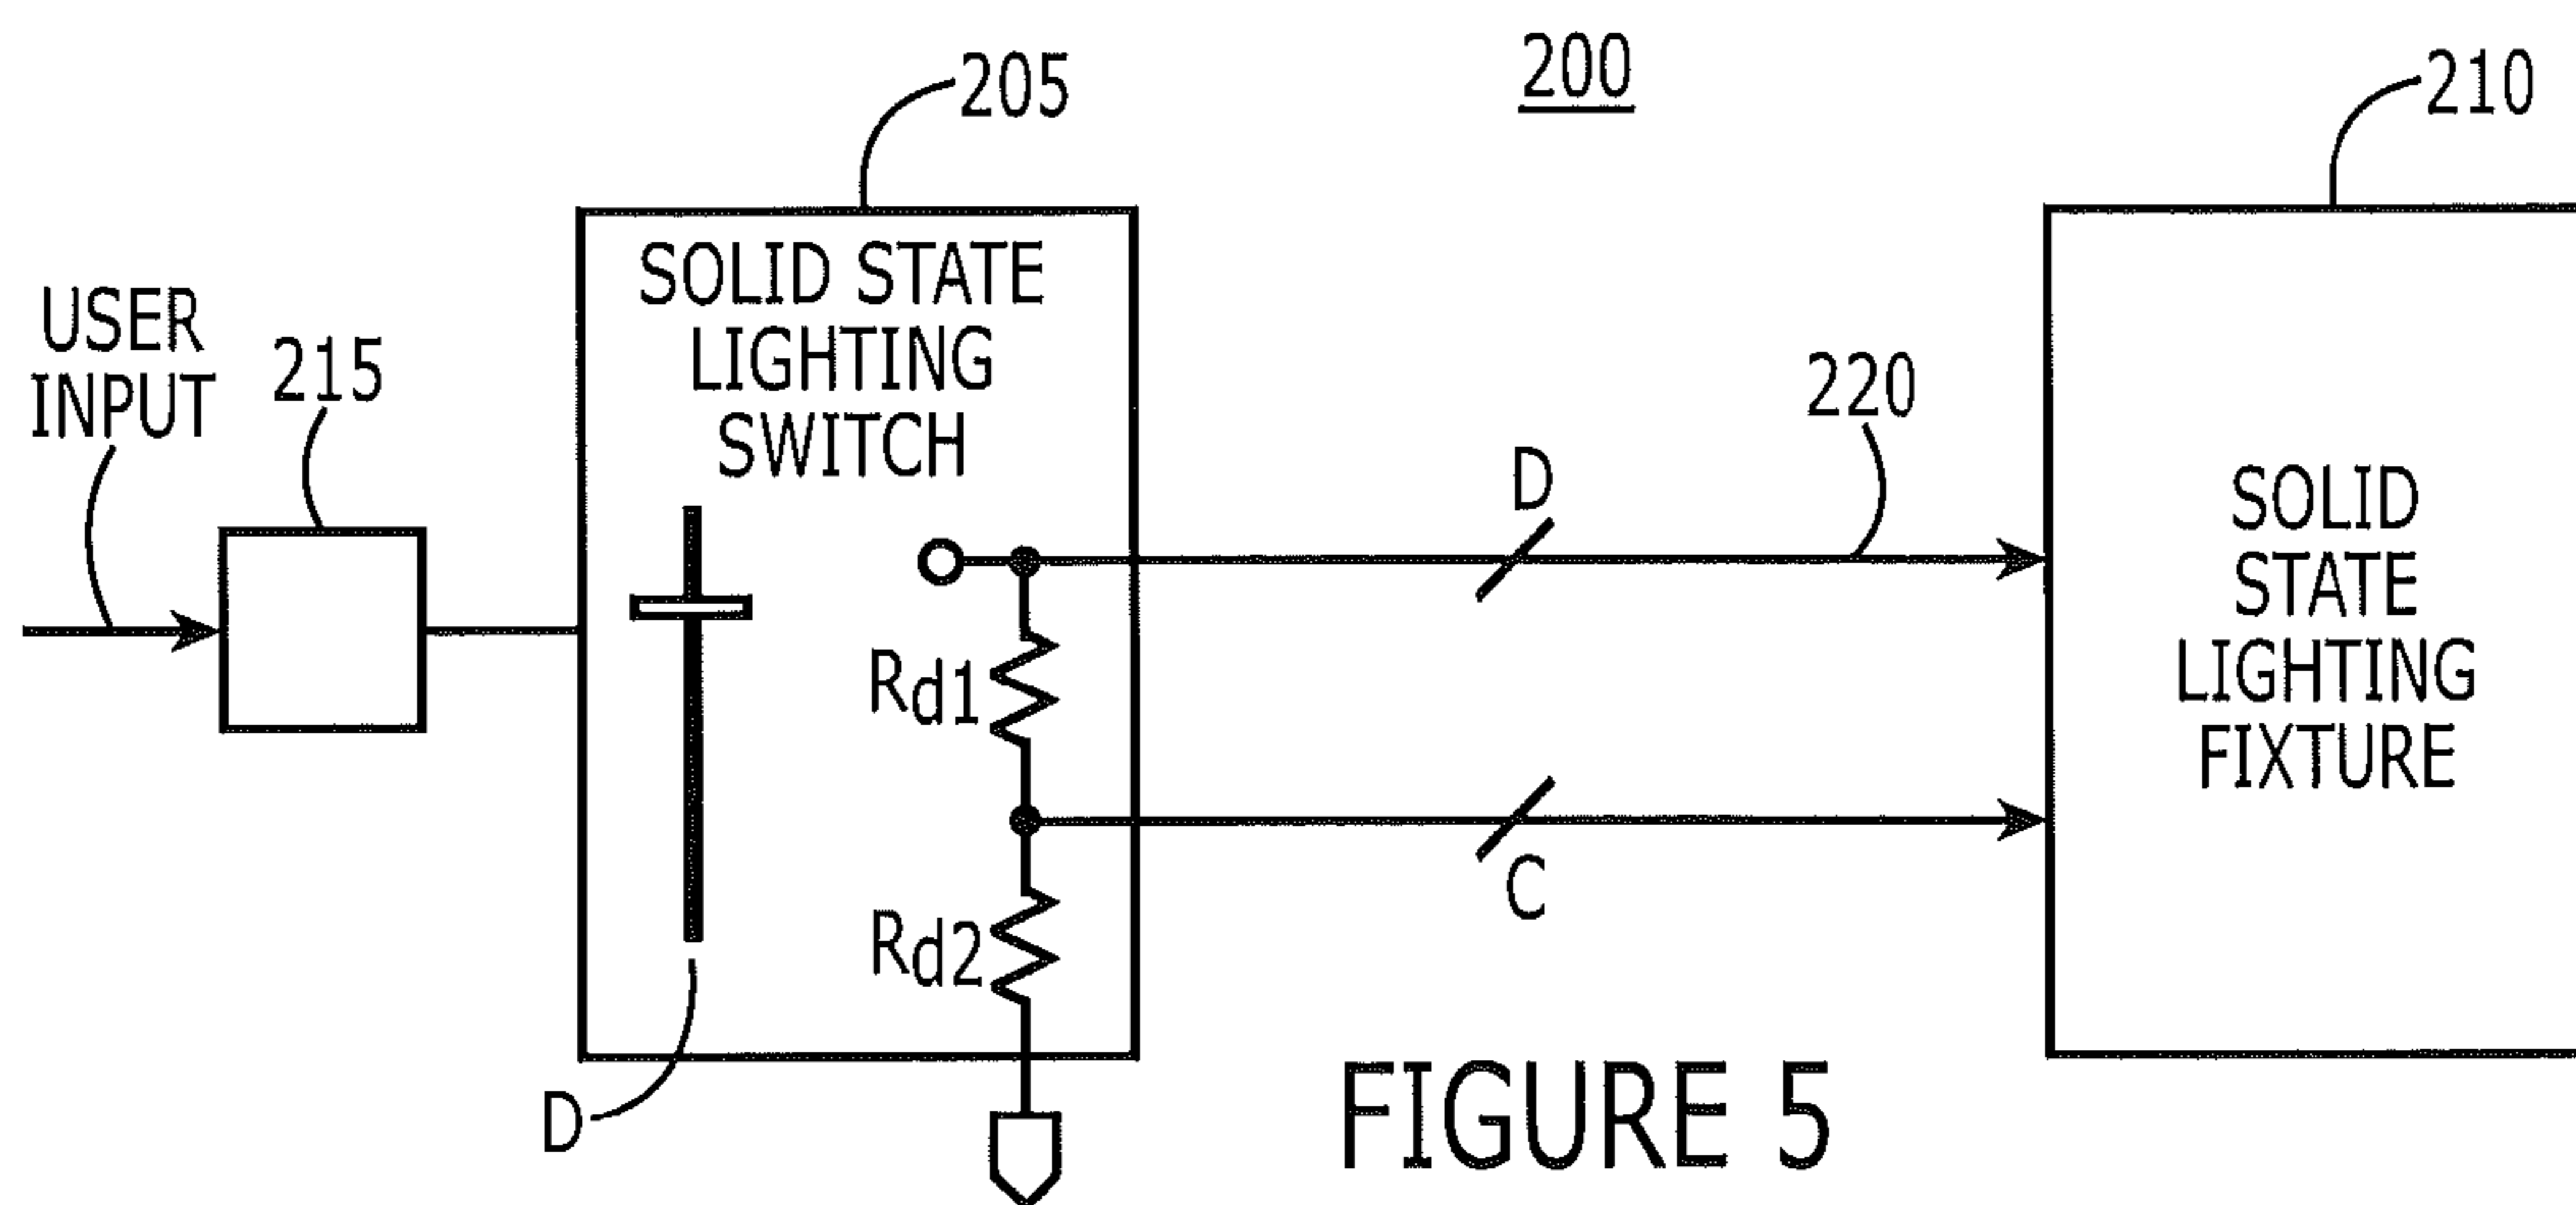 200
205
210
USER
INPUT
215
SOLID STATE
LIGHTING
SWITCH
220
D
Rd1
C
Rd2
D
SOLID
STATE
LIGHTING
FIXTURE
FIGURE 5